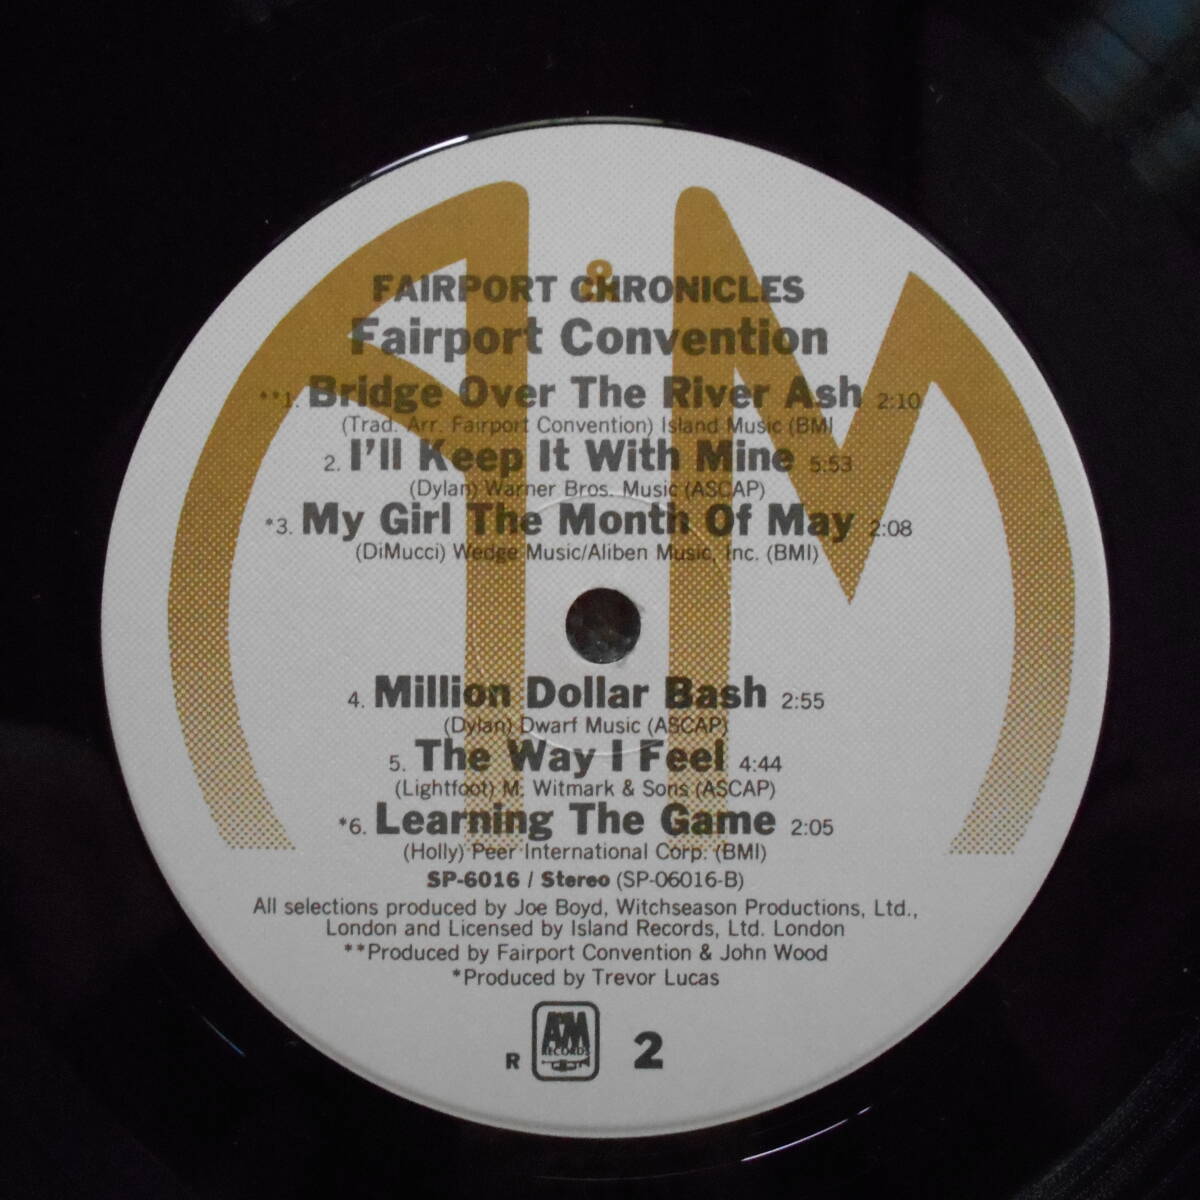 &
FAIRPORT CHRONICLES
Fairport Convention
**1. Bridge Over The River Ash 2:10
(Trad. Arr. Fairport Convention) Island Music (BMI
2. I'll Keep It With Mine 5:53
(Dylan) Warner Bros. Music (ASCAP)
*3. My Girl The Month Of May 2:08
(DiMucci) Wedge Music/Aliben Music, Inc. (BMI)
4. Million Dollar Bash 2:55
(Dylan) Dwarf Music (ASCAP)
5. The Way I Feel 4:44
(Lightfoot) M. Witmark & Sons (ASCAP)
*6. Learning The Game 2:05
(Holly) Peer International Corp. (BMI)
SP-6016 / Stereo (SP-06016-B)
All selections produced by Joe Boyd, Witchseason Productions, Ltd.,
London and Licensed by Island Records, Ltd. London
**Produced by Fairport Convention & John Wood
*Produced by Trevor Lucas
A&M
RECORDS
R 2